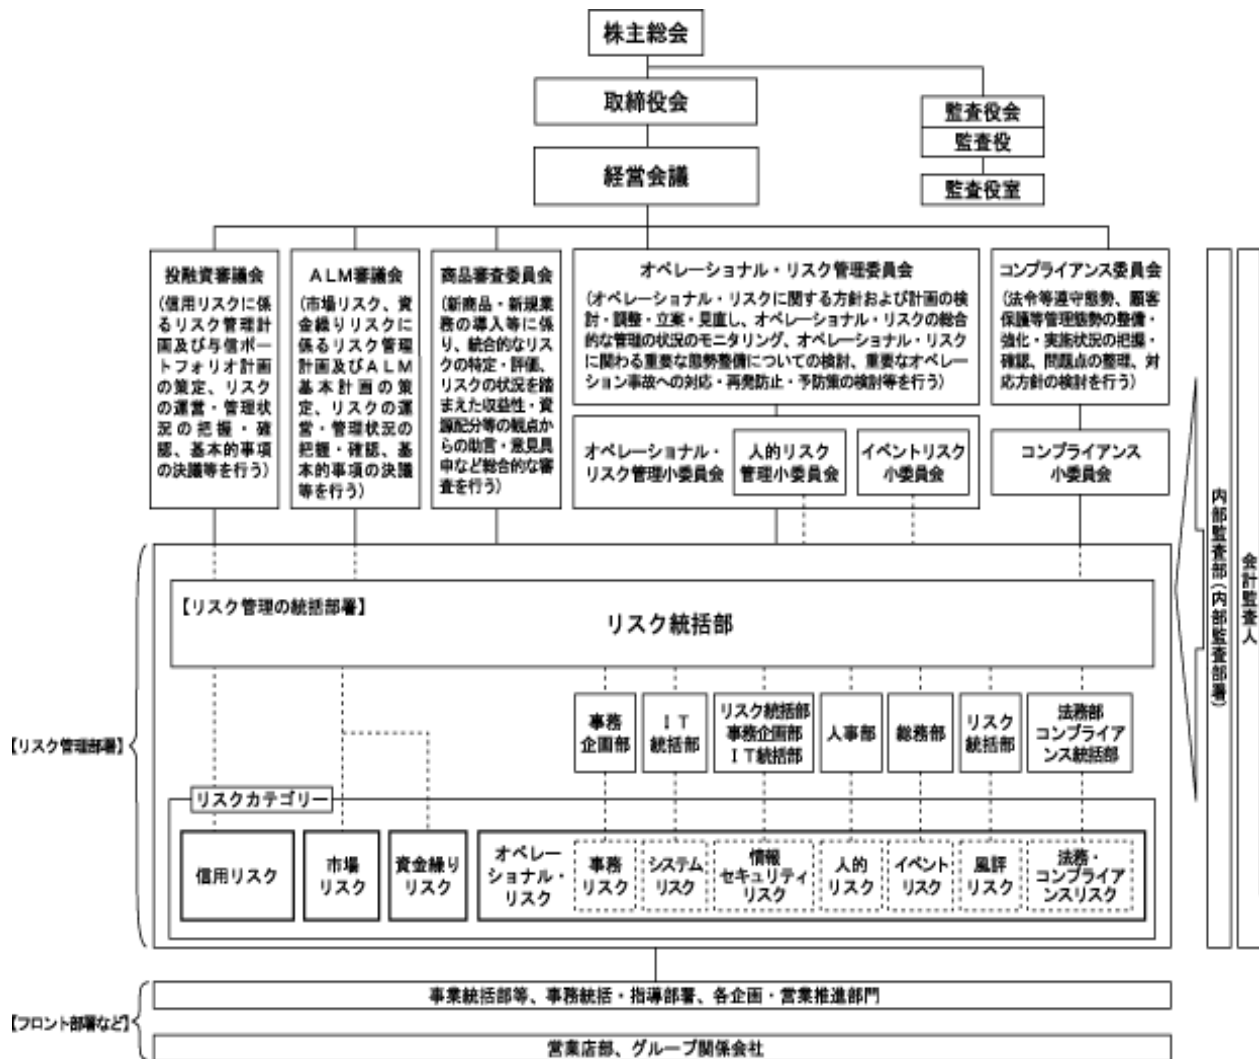 株主総会
取締役会
監査役会
監査役
経営会議
監査役室
投融資審議会
(信用リスクに係
るリスク管理計
画及び与信ポー
トフォリオ計画
の策定、リスク
の運営・管理状
況の把握・確
認、基本的事項
の決議等を行う)
ALM審議会
(市場リスク、資
金繰りリスクに
係るリスク管理
計画及びALM
基本計画の策
定、リスクの運
営・管理状況の
把握・確認、基
本的事項の決議
等を行う)
商品審査委員会
(新商品・新規業
務の導入等に係
り、統合的なリス
クの特定・評価、
リスクの状況を踏
まえた収益性・資
源配分等の観点か
らの助言・意見具
申など総合的な審
査を行う)
オペレーショナル・リスク管理委員会
(オペレーショナル・リスクに関する方針および計画の検
討・調整・立案・見直し、オペレーショナル・リスクの総合
的な管理の状況のモニタリング、オペレーショナル・リスク
に関わる重要な態勢整備についての検討、重要なオペレー
ション事故への対応・再発防止・予防策の検討等を行う)
コンプライアンス委員会
(法令等遵守態勢、顧客
保護等管理態勢の整備・
強化・実施状況の把握・
確認、問題点の整理、対
応方針の検討を行う)
オペレーショナル・
リスク管理小委員会
人的リスク
管理小委員会
イベントリスク
小委員会
コンプライアンス
小委員会
内部監査部(内部監査部署)
会計監査人
【リスク管理部署】
【リスク管理の統括部署】
リスク統括部
事務
企画部
IT
統括部
リスク統括部
事務企画部
IT統括部
人事部
総務部
リスク
統括部
法務部
コンプライア
ンス統括部
リスクカテゴリー
信用リスク
市場
リスク
資金繰り
リスク
オペレー
ショナル・
リスク
事務
リスク
システム
リスク
情報
セキュリティ
リスク
人的
リスク
イベント
リスク
風評
リスク
法務・
コンプライア
ンスリスク
【フロント部署など】
事業統括部等、事務統括・指導部署、各企画・営業推進部門
営業店部、グループ関係会社